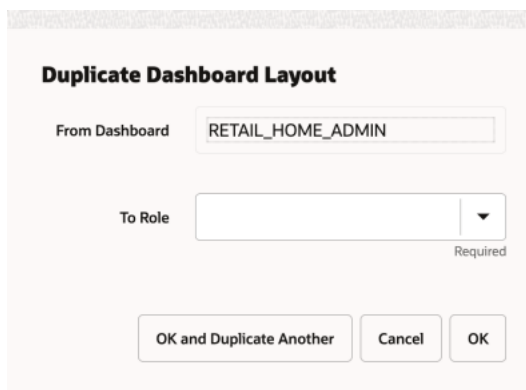 Duplicate Dashboard Layout
From Dashboard RETAIL_HOME_ADMIN
To Role
Required
OK and Duplicate Another Cancel OK